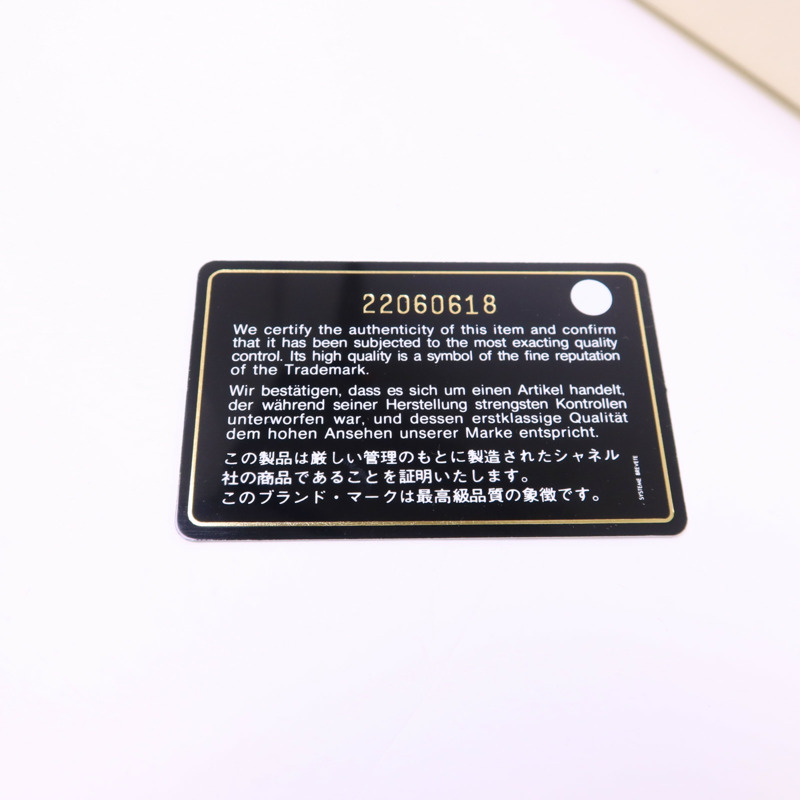 22060618
We certify the authenticity of this item and confirm
that it has been subjected to the most exacting quality
control. Its high quality is a symbol of the fine reputation
of the Trademark.
Wir bestätigen, dass es sich um einen Artikel handelt,
der während seiner Herstellung strengsten Kontrollen
unterworfen war, und dessen erstklassige Qualität
dem hohen Ansehen unserer Marke entspricht.
この製品は厳しい管理のもとに製造されたシャネル
社の商品であることを証明いたします。
このブランド・マークは最高級品質の象徴です。
SYSTEME BREVETE